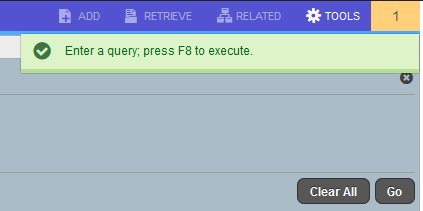 ADD RETRIEVE RELATED TOOLS 1
Enter a query; press F8 to execute.
Clear All Go